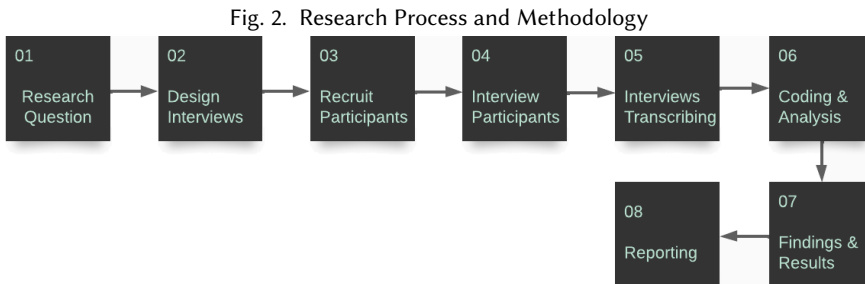 Fig. 2. Research Process and Methodology
01
Research
Question
02
Design
Interviews
03
Recruit
Participants
04
Interview
Participants
05
Interviews
Transcribing
06
Coding &
Analysis
07
Findings &
Results
08
Reporting